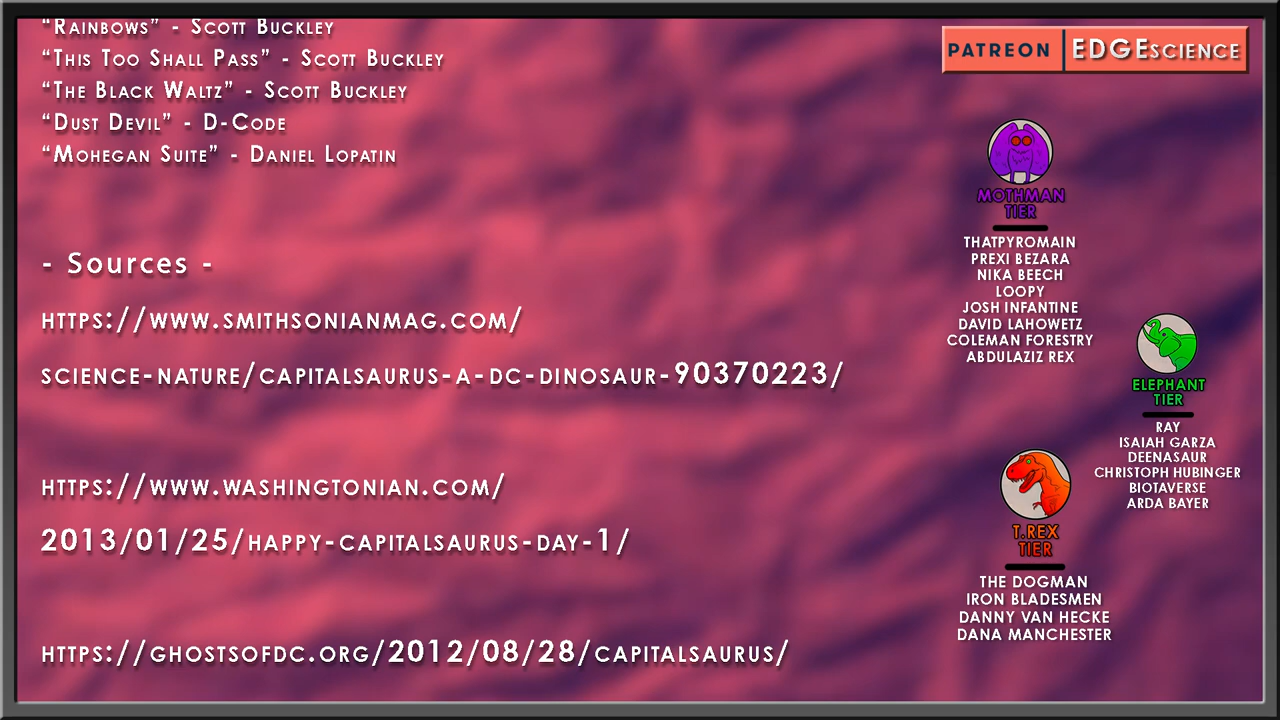 “Rainbows” - Scott Buckley
“This Too Shall Pass” - Scott Buckley
“The Black Waltz” - Scott Buckley
“Dust Devil” - D-Code
“Mohegan Suite” - Daniel Lopatin
- Sources -
https://www.smithsonianmag.com/
science-nature/capitalsaurus-a-dc-dinosaur-90370223/
https://www.washingtonian.com/
2013/01/25/happy-capitalsaurus-day-1/
https://ghostsofdc.org/2012/08/28/capitalsaurus/
PATREON EDGEscience
MOTHMAN
TIER
THATPYROMAIN
PREXI BEZARA
NIKA BEECH
LOOPY
JOSH INFANTINE
DAVID LAHOWETZ
COLEMAN FORESTRY
ABDULAZIZ REX
ELEPHANT
TIER
RAY
ISAIAH GARZA
DEENASAUR
CHRISTOPH HUBINGER
BIOTAVERSE
ARDA BAYER
T.REX
TIER
THE DOGMAN
IRON BLADESMEN
DANNY VAN HECKE
DANA MANCHESTER